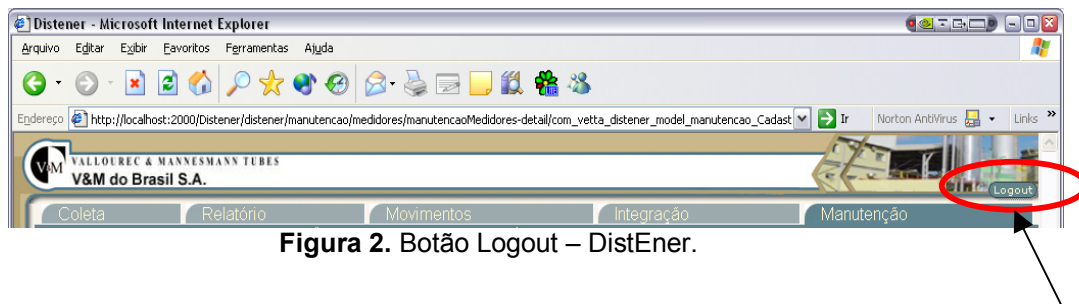 Distener - Microsoft Internet Explorer
Arquivo Editar Exibir Favoritos Ferramentas Ajuda
Endereço http://localhost:2000/Distener/distener/manutencao/medidores/manutencaoMedidores-detail/com_vetta_distener_model_manutencao_Cadast Ir Norton AntiVirus Links »
V&M VALLOUREC & MANNESMANN TUBES
V&M do Brasil S.A.
Logout
Coleta Relatório Movimentos Integração Manutenção
Figura 2. Botão Logout – DistEner.